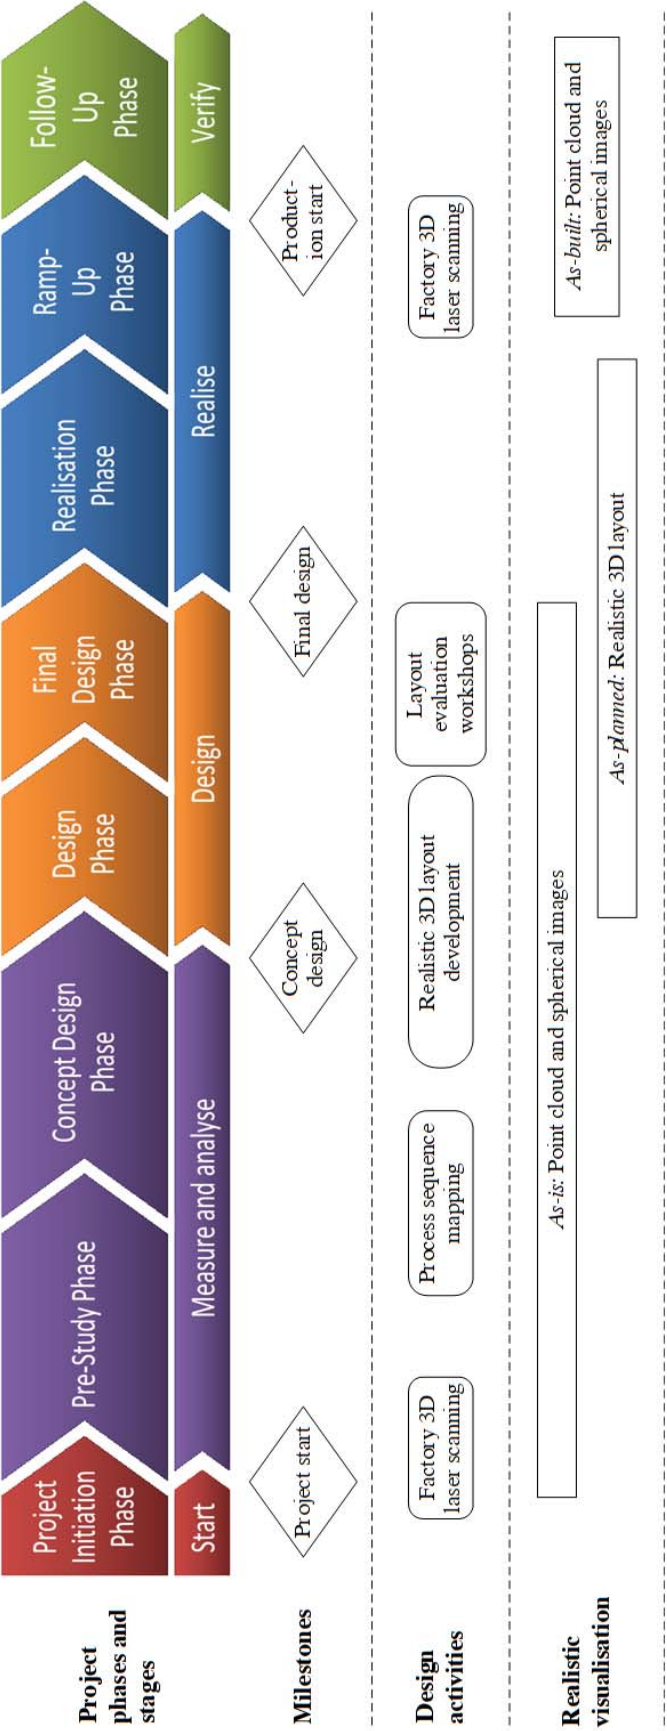 Project
phases and
stages
Project
Initiation
Phase
Pre-Study Phase
Concept Design
Phase
Design
Phase
Final
Design
Phase
Realisation
Phase
Ramp-
Up
Phase
Follow-
Up
Phase
Start
Measure and analyse
Design
Realise
Verify
Milestones
Project start
Concept
design
Final design
Product-
ion start
Design
activities
Factory 3D
laser scanning
Process sequence
mapping
Realistic 3D layout
development
Layout
evaluation
workshops
Factory 3D
laser scanning
Realistic
visualisation
As-is: Point cloud and spherical images
As-planned: Realistic 3D layout
As-built: Point cloud and
spherical images